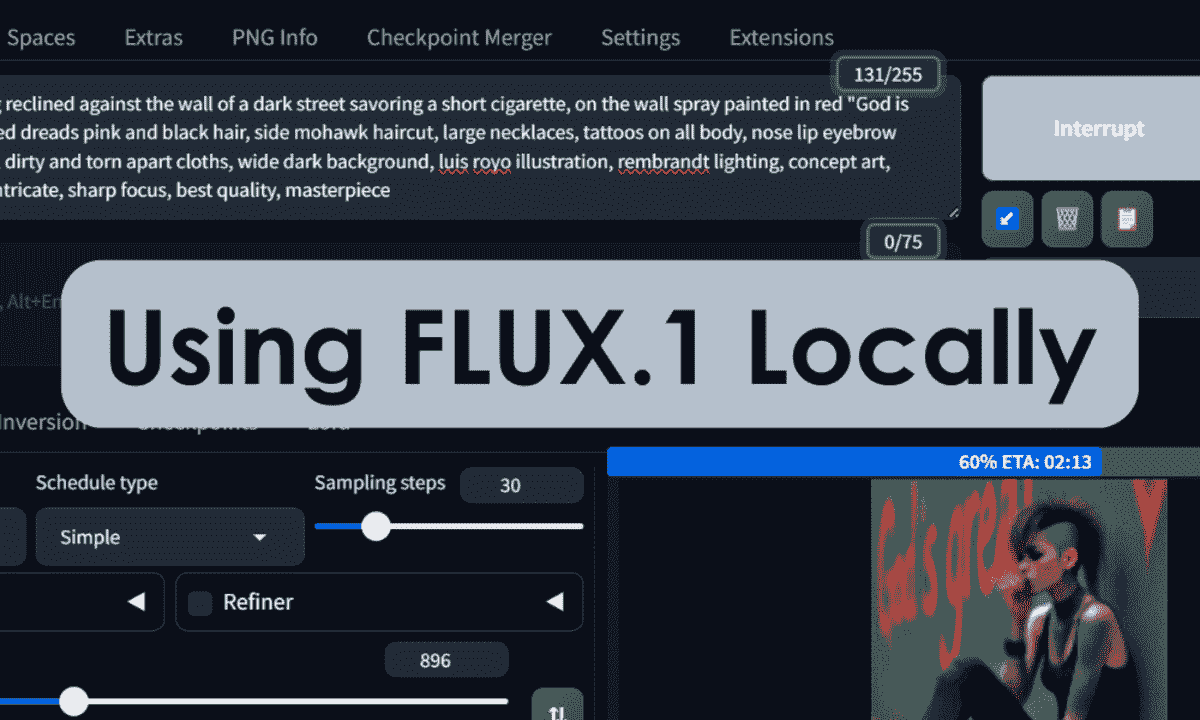 Spaces Extras PNG Info Checkpoint Merger Settings Extensions
131/255
reclined against the wall of a dark street savoring a short cigarette, on the wall spray painted in red "God is
ed dreads pink and black hair, side mohawk haircut, large necklaces, tattoos on all body, nose lip eyebrow
dirty and torn apart cloths, wide dark background, luis royo illustration, rembrandt lighting, concept art,
ntricate, sharp focus, best quality, masterpiece
Interrupt
0/75
, Alt+En
Using FLUX.1 Locally
Inversion
60% ETA: 02:13
Schedule type
Sampling steps 30
Simple
Refiner
896
God's great